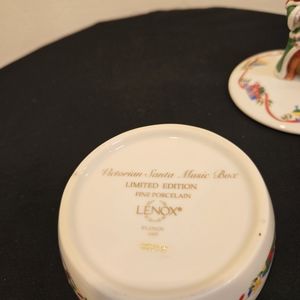 Victorian Santa Music Box
LIMITED EDITION
FINE PORCELAIN
LENOX®